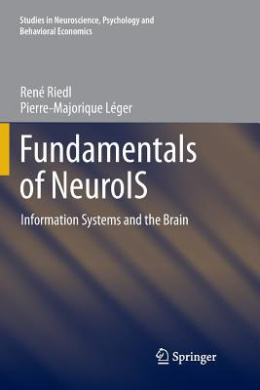 Studies in Neuroscience, Psychology and
Behavioral Economics
René Riedl
Pierre-Majorique Léger
Fundamentals
of NeuroIS
Information Systems and the Brain
Springer